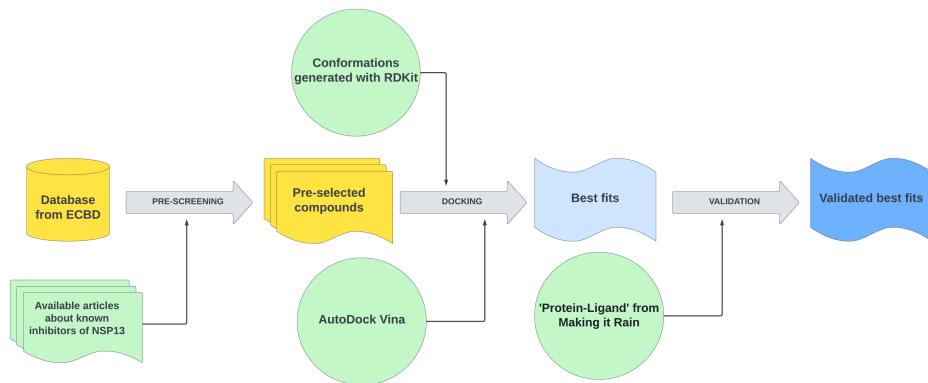 Conformations
generated with RDKit
Database
from ECBD
PRE-SCREENING
Pre-selected
compounds
DOCKING
Best fits
VALIDATION
Validated best fits
Available articles
about known
inhibitors of NSP13
AutoDock Vina
'Protein-Ligand' from
Making it Rain